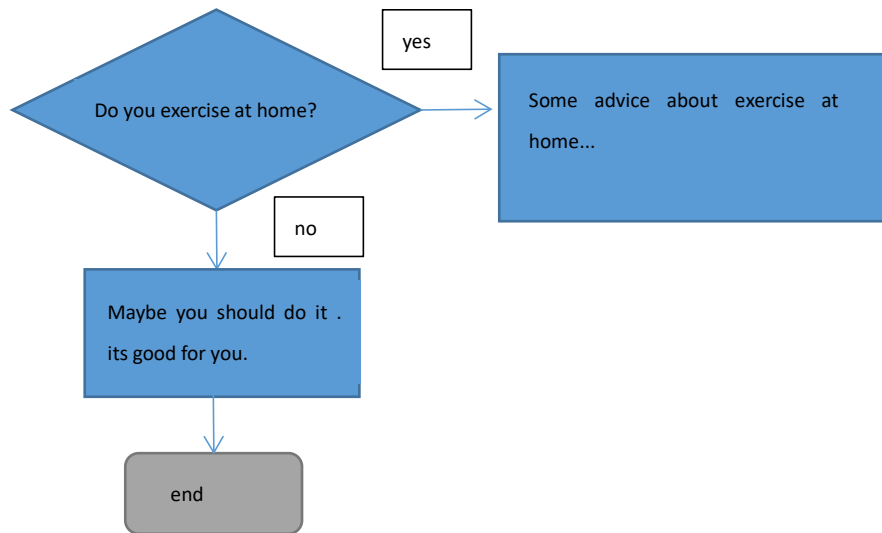 yes
Do you exercise at home?
Some advice about exercise at
home...
no
Maybe you should do it .
its good for you.
end